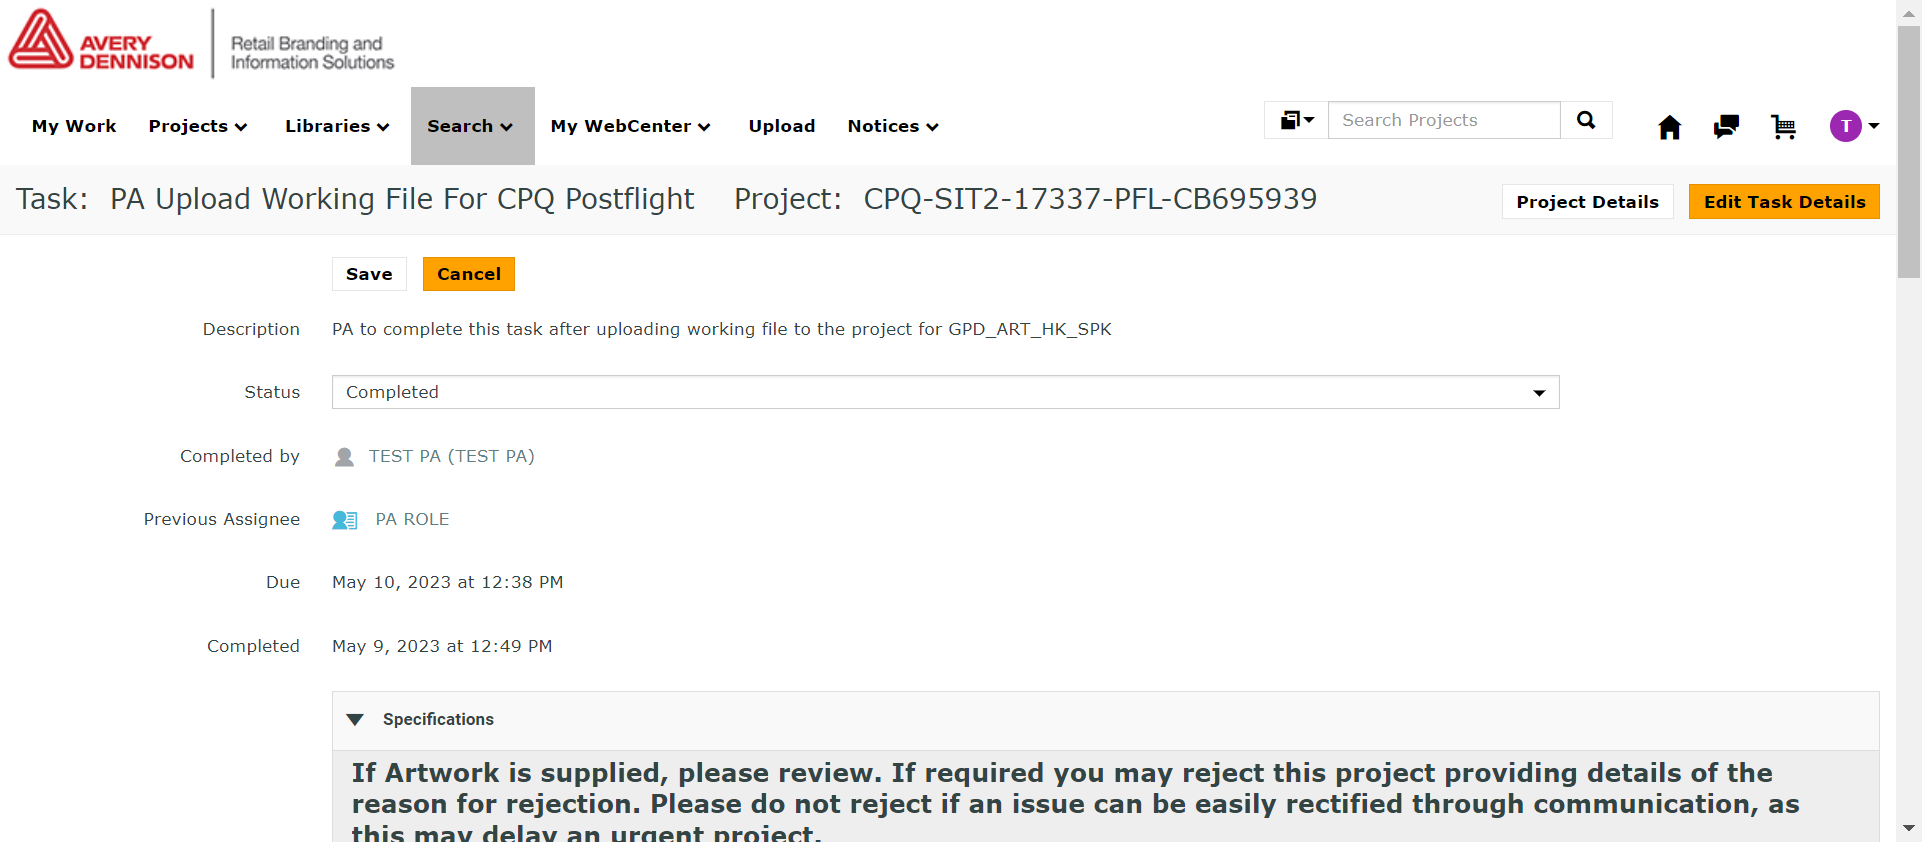 AVERY
DENNISON
Retail Branding and
Information Solutions
My Work Projects Libraries Search My WebCenter Upload Notices Search Projects T
Task: PA Upload Working File For CPQ Postflight Project: CPQ-SIT2-17337-PFL-CB695939 Project Details Edit Task Details
Save Cancel
Description PA to complete this task after uploading working file to the project for GPD_ART_HK_SPK
Status Completed
Completed by TEST PA (TEST PA)
Previous Assignee PA ROLE
Due May 10, 2023 at 12:38 PM
Completed May 9, 2023 at 12:49 PM
Specifications
If Artwork is supplied, please review. If required you may reject this project providing details of the
reason for rejection. Please do not reject if an issue can be easily rectified through communication, as
this may delay an urgent project.